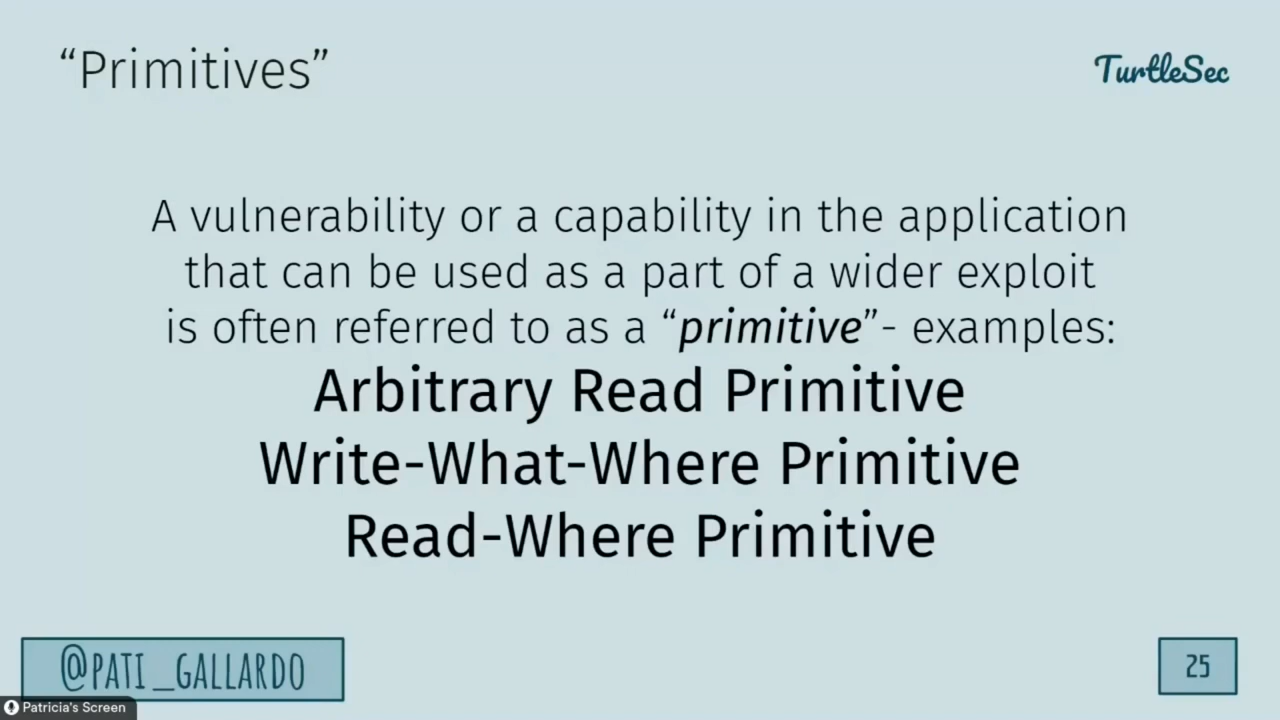 “Primitives”
TurtleSec
A vulnerability or a capability in the application
that can be used as a part of a wider exploit
is often referred to as a “primitive”- examples:
Arbitrary Read Primitive
Write-What-Where Primitive
Read-Where Primitive
@PATI_GALLARDO
25
Patricia's Screen